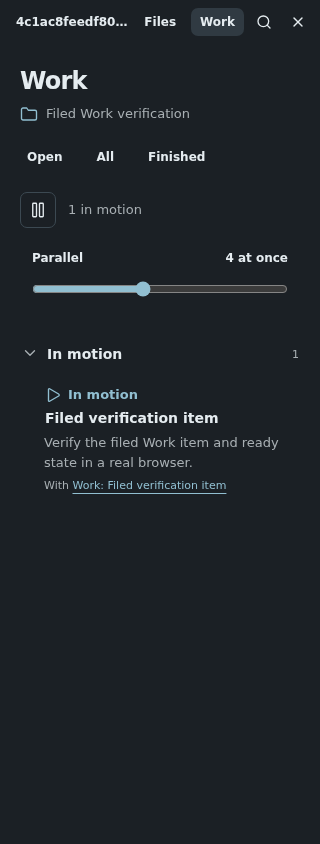 4c1ac8feedf80... Files Work
Work
Filed Work verification
Open All Finished
1 in motion
Parallel 4 at once
In motion 1
In motion
Filed verification item
Verify the filed Work item and ready
state in a real browser.
With Work: Filed verification item